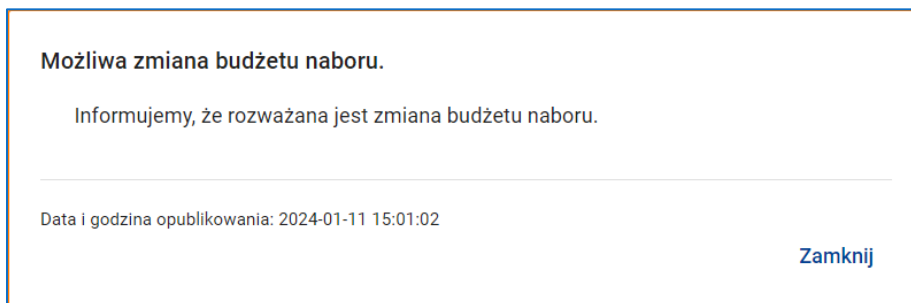 Możliwa zmiana budżetu naboru.
Informujemy, że rozważana jest zmiana budżetu naboru.
Data i godzina opublikowania: 2024-01-11 15:01:02
Zamknij